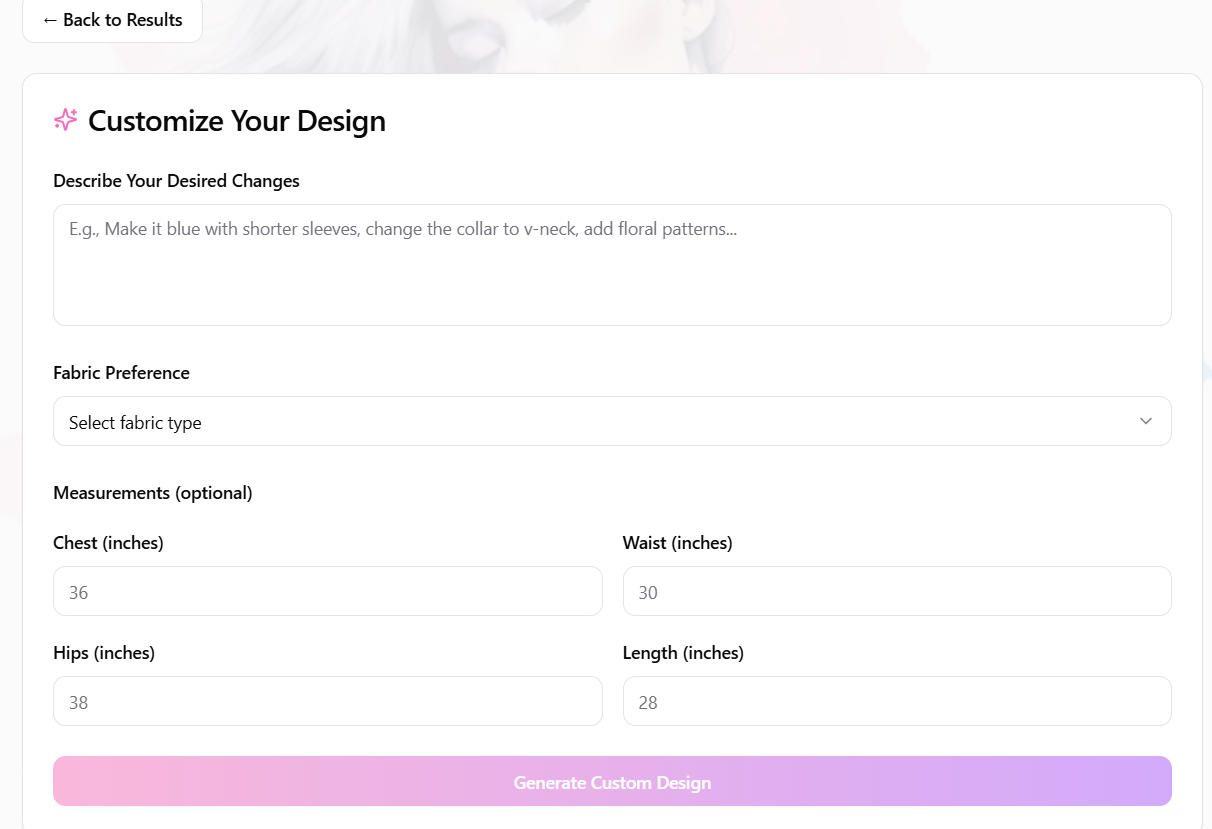 ← Back to Results
Customize Your Design
Describe Your Desired Changes
E.g., Make it blue with shorter sleeves, change the collar to v-neck, add floral patterns...
Fabric Preference
Select fabric type
Measurements (optional)
Chest (inches)
Waist (inches)
36
30
Hips (inches)
Length (inches)
38
28
Generate Custom Design